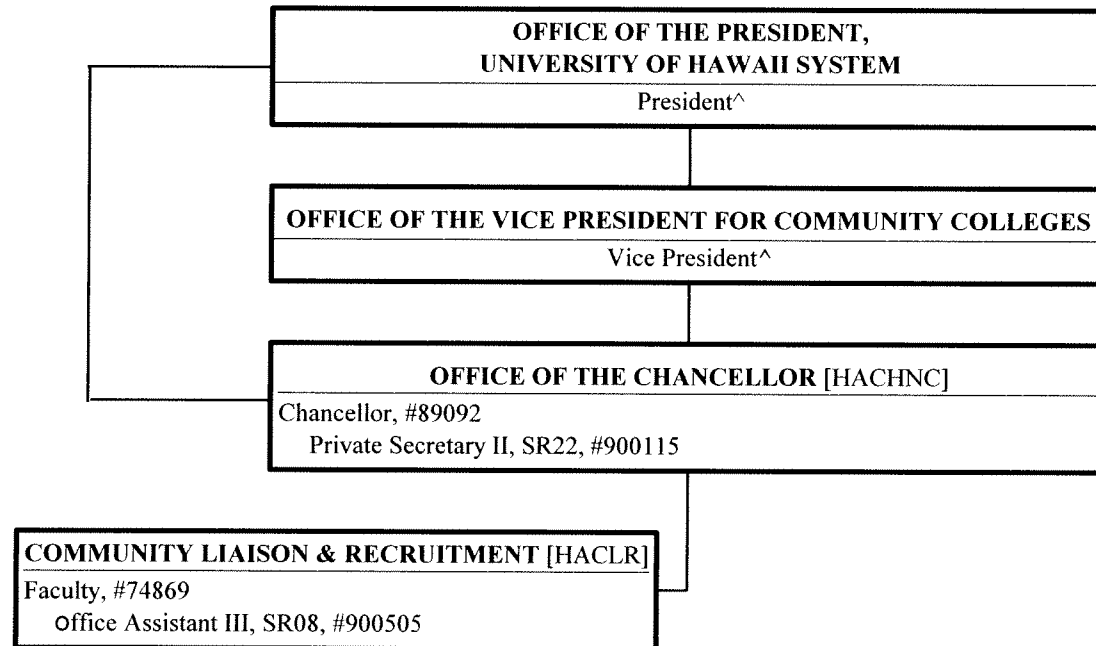 OFFICE OF THE PRESIDENT,
UNIVERSITY OF HAWAII SYSTEM
President^
OFFICE OF THE VICE PRESIDENT FOR COMMUNITY COLLEGES
Vice President^
OFFICE OF THE CHANCELLOR [HACHNC]
Chancellor, #89092
Private Secretary II, SR22, #900115
COMMUNITY LIAISON & RECRUITMENT [HACLR]
Faculty, #74869
Office Assistant III, SR08, #900505